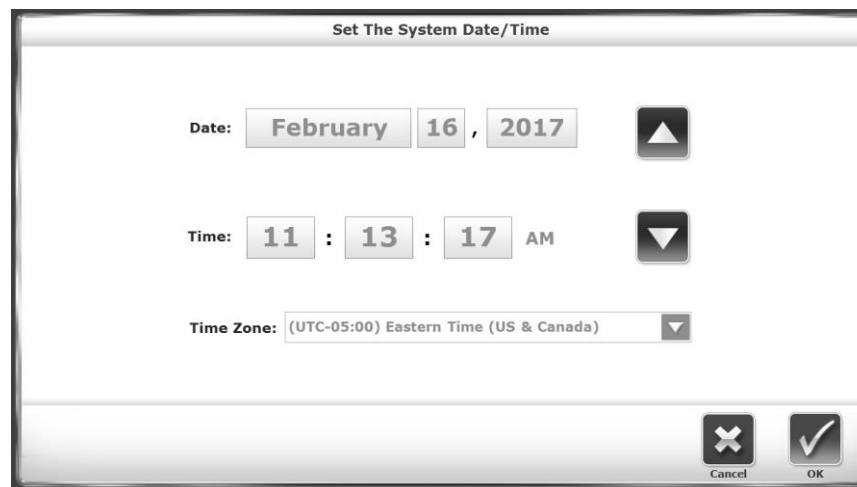 Set The System Date/Time
Date: February 16 , 2017
Time: 11 : 13 : 17 AM
Time Zone: (UTC-05:00) Eastern Time (US & Canada)
Cancel OK